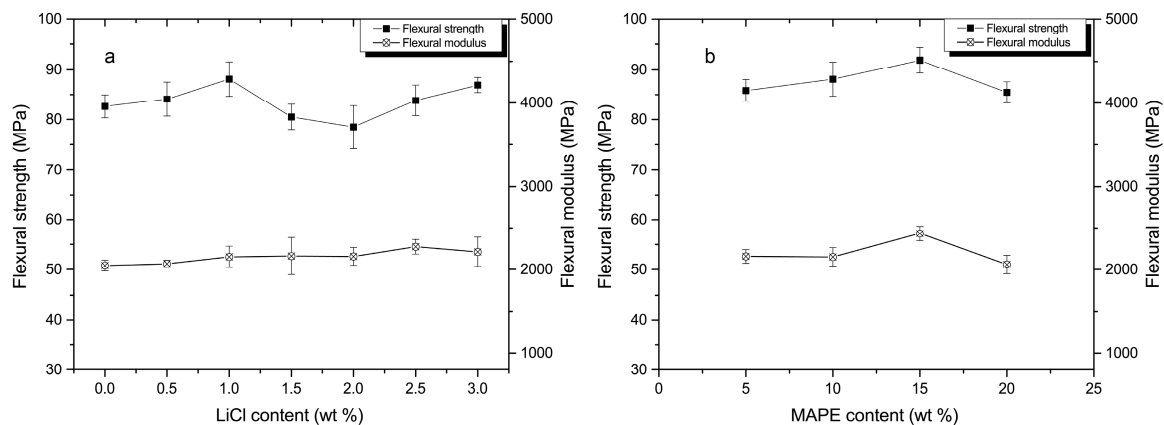 a
Flexural strength
Flexural modulus
Flexural strength (MPa)
100
90
80
70
60
50
40
30
5000
4000
3000
2000
1000
Flexural modulus (MPa)
0.0 0.5 1.0 1.5 2.0 2.5 3.0
LiCl content (wt %)
b
Flexural strength
Flexural modulus
Flexural strength (MPa)
100
90
80
70
60
50
40
30
5000
4000
3000
2000
1000
Flexural modulus (MPa)
0 5 10 15 20 25
MAPE content (wt %)